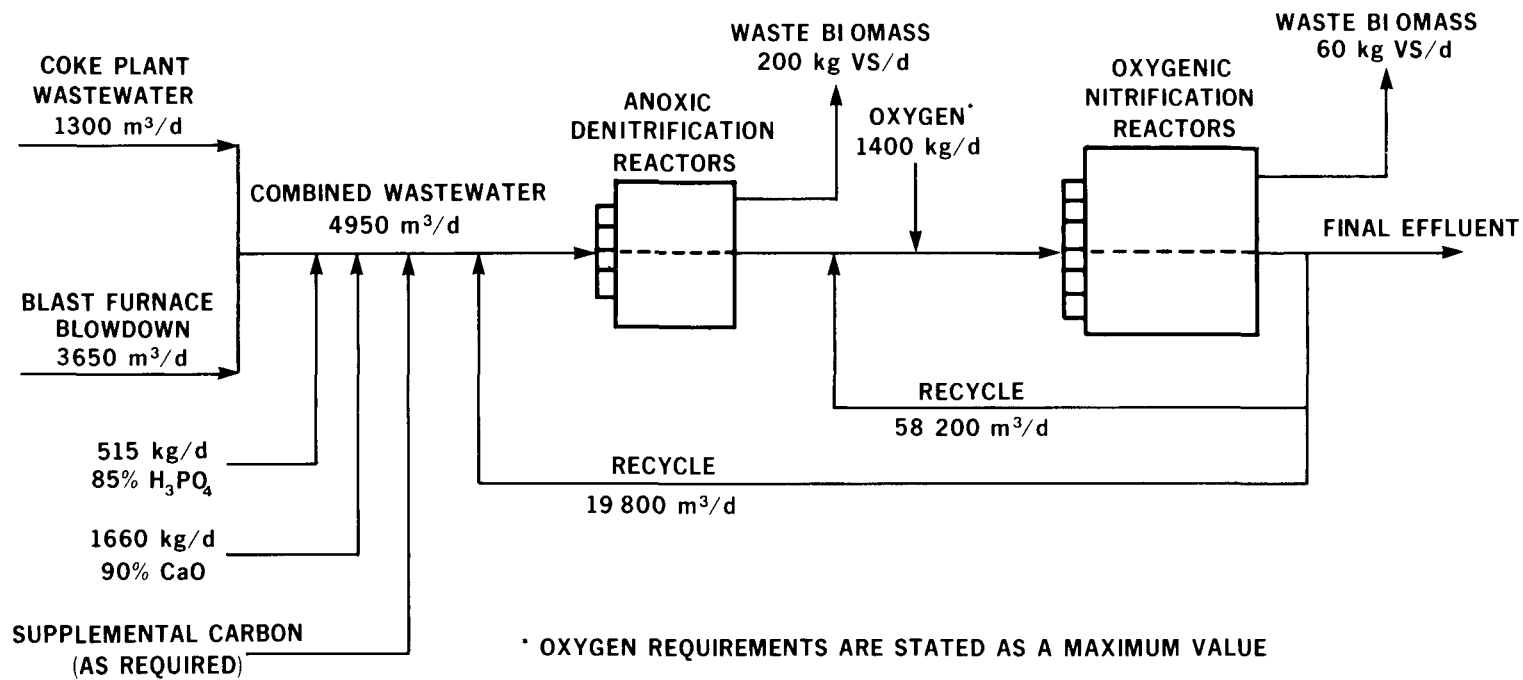 COKE PLANT
WASTEWATER
1300 m³/d
BLAST FURNACE
BLOWDOWN
3650 m³/d
COMBINED WASTEWATER
4950 m³/d
515 kg/d
85% H₃PO₄
1660 kg/d
90% CaO
SUPPLEMENTAL CARBON
(AS REQUIRED)
ANOXIC
DENITRIFICATION
REACTORS
WASTE BIOMASS
200 kg VS/d
OXYGEN*
1400 kg/d
OXYGENIC
NITRIFICATION
REACTORS
WASTE BIOMASS
60 kg VS/d
FINAL EFFLUENT
RECYCLE
58 200 m³/d
RECYCLE
19 800 m³/d
* OXYGEN REQUIREMENTS ARE STATED AS A MAXIMUM VALUE